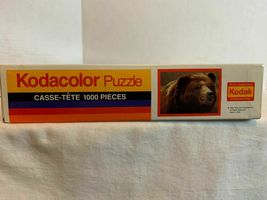 Kodacolor Puzzle
CASSE-TÊTE 1000 PIECES
Kodak